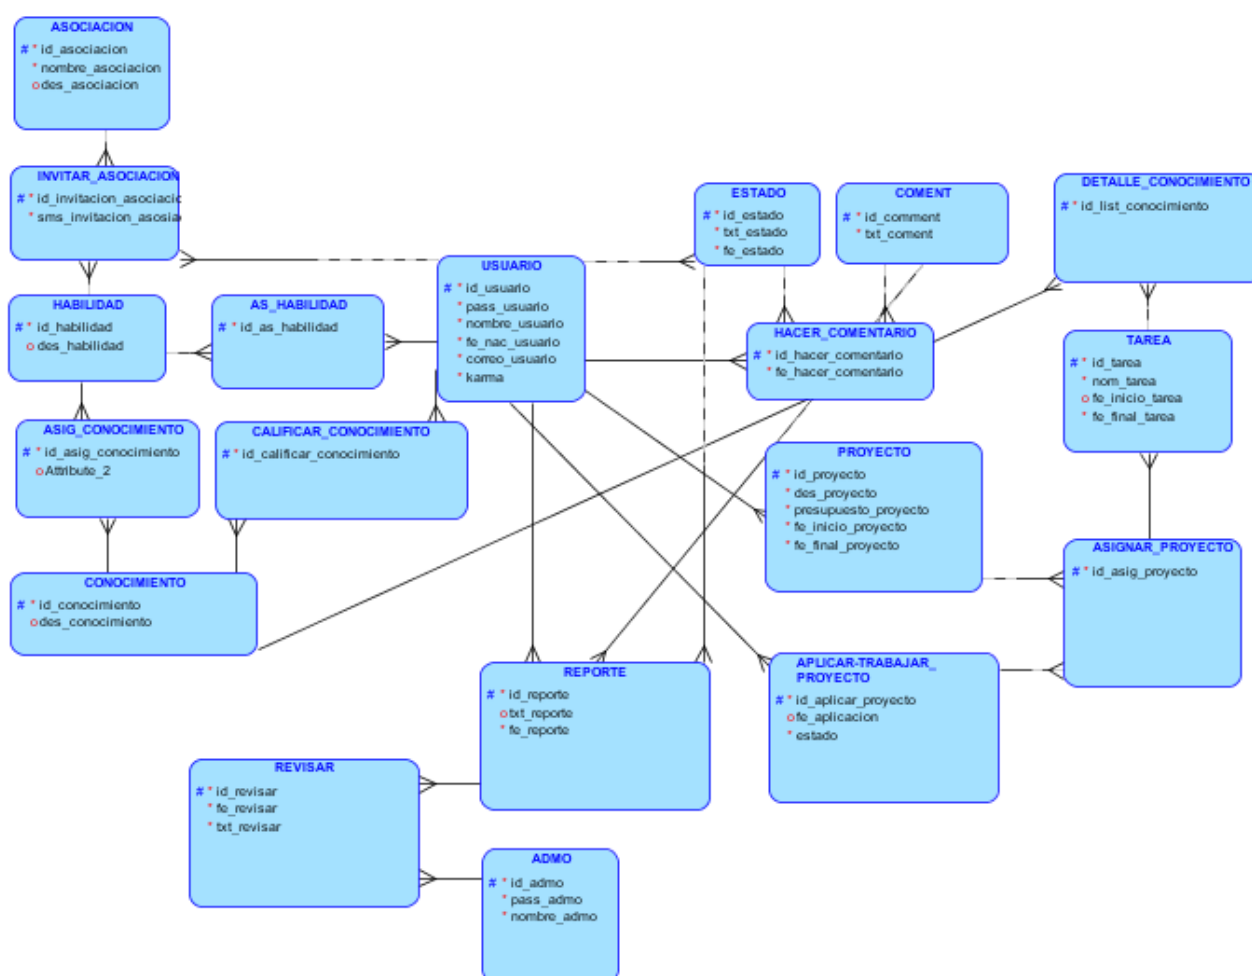 ASOCIACION
# * id_asociacion
* nombre_asociacion
o des_asociacion
INVITAR_ASOCIACION
# * id_invitacion_asociacic
* sms_invitacion_asosia
HABILIDAD
# * id_habilidad
o des_habilidad
AS_HABILIDAD
# * id_as_habilidad
USUARIO
# * id_usuario
* pass_usuario
* nombre_usuario
* fe_nac_usuario
* correo_usuario
* karma
ESTADO
# * id_estado
* txt_estado
* fe_estado
COMENT
# * id_comment
* txt_coment
DETALLE_CONOCIMIENTO
# * id_list_conocimiento
HACER_COMENTARIO
# * id_hacer_comentario
* fe_hacer_comentario
TAREA
# * id_tarea
* nom_tarea
o fe_inicio_tarea
* fe_final_tarea
ASIG_CONOCIMIENTO
# * id_asig_conocimiento
o Attribute_2
CALIFICAR_CONOCIMIENTO
# * id_calificar_conocimiento
PROYECTO
# * id_proyecto
* des_proyecto
* presupuesto_proyecto
* fe_inicio_proyecto
* fe_final_proyecto
ASIGNAR_PROYECTO
# * id_asig_proyecto
CONOCIMIENTO
# * id_conocimiento
o des_conocimiento
REPORTE
# * id_reporte
o txt_reporte
* fe_reporte
APLICAR-TRABAJAR_
PROYECTO
# * id_aplicar_proyecto
o fe_aplicacion
* estado
REVISAR
# * id_revisar
* fe_revisar
* txt_revisar
ADMO
# * id_admo
* pass_admo
* nombre_admo